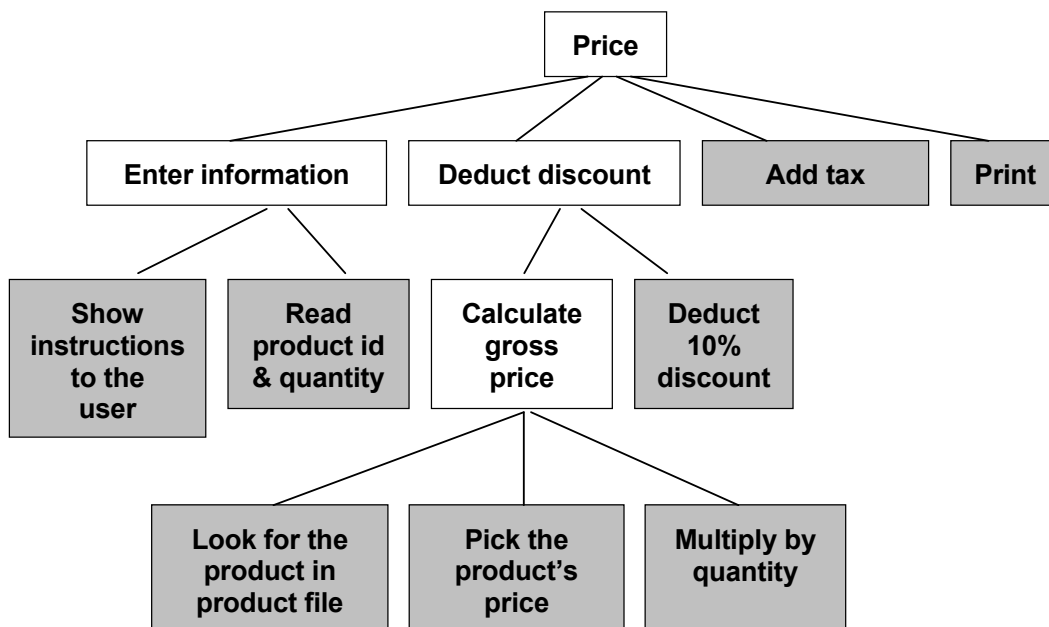 Price
Enter information
Deduct discount
Add tax
Print
Show
instructions
to the
user
Read
product id
& quantity
Calculate
gross
price
Deduct
10%
discount
Look for the
product in
product file
Pick the
product’s
price
Multiply by
quantity